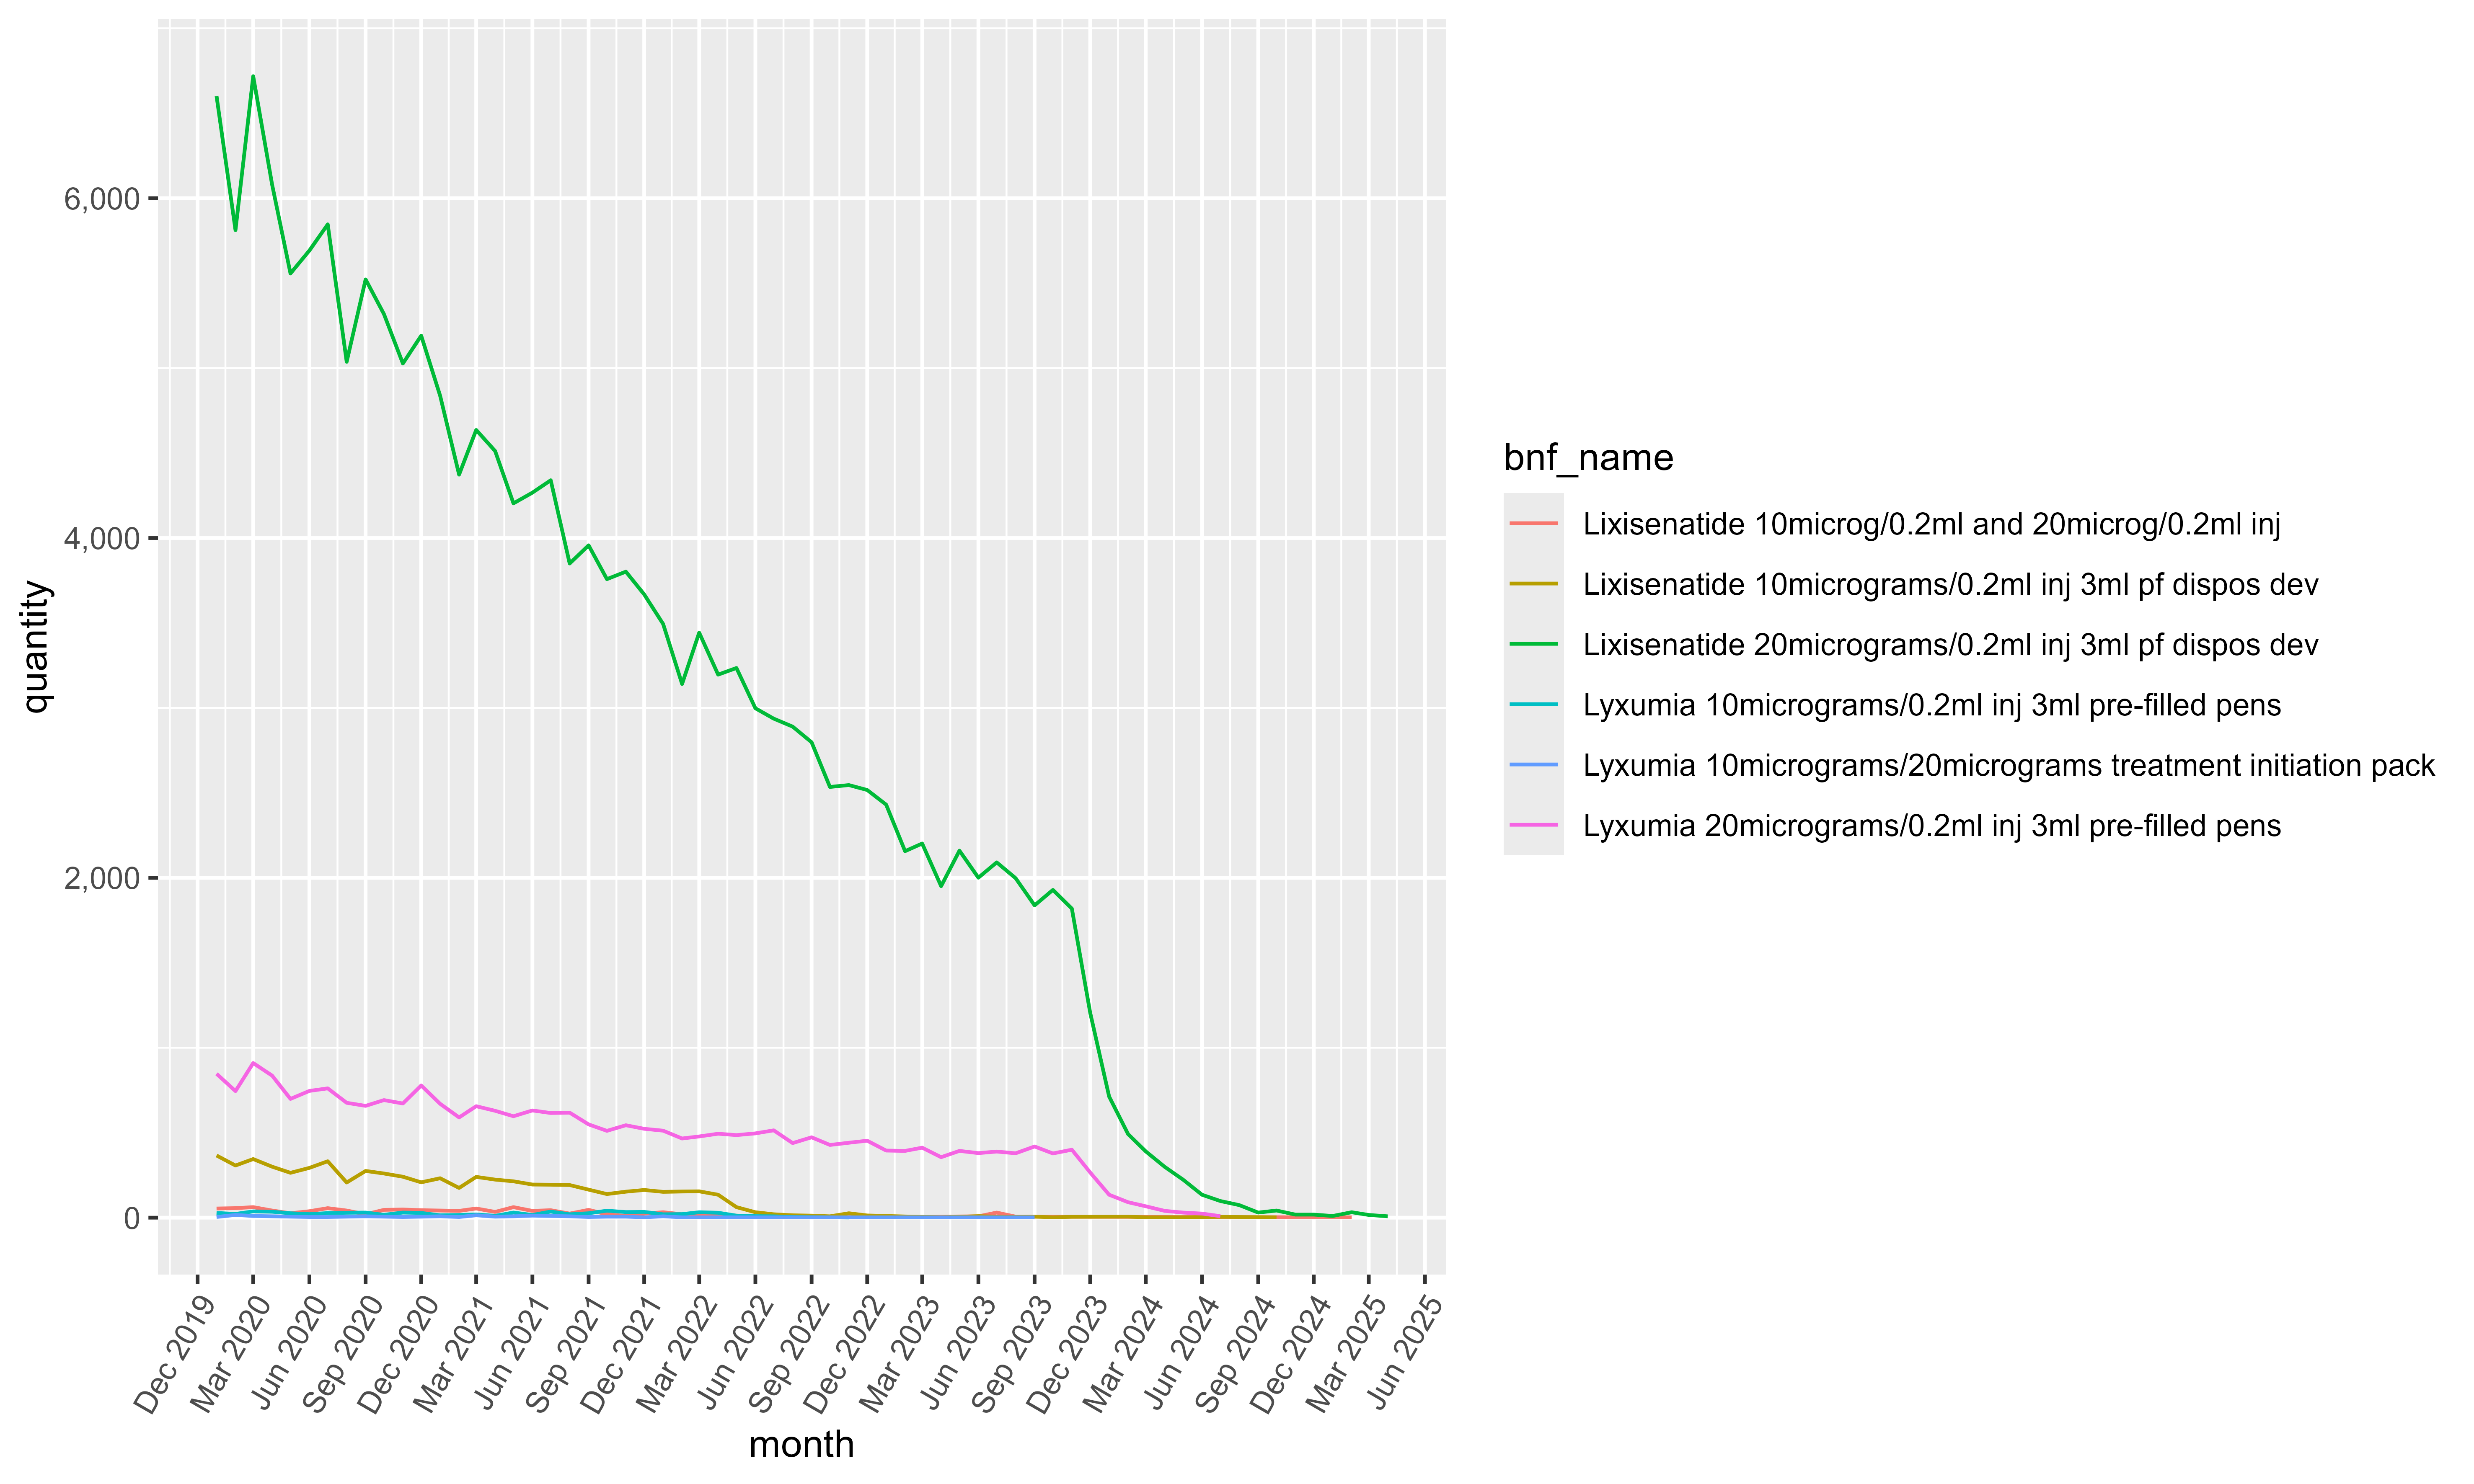 6,000
4,000
2,000
0
quantity
Dec 2019
Mar 2020
Jun 2020
Sep 2020
Dec 2020
Mar 2021
Jun 2021
Sep 2021
Dec 2021
Mar 2022
Jun 2022
Sep 2022
Dec 2022
Mar 2023
Jun 2023
Sep 2023
Dec 2023
Mar 2024
Jun 2024
Sep 2024
Dec 2024
Mar 2025
Jun 2025
month
bnf_name
Lixisenatide 10microg/0.2ml and 20microg/0.2ml inj
Lixisenatide 10micrograms/0.2ml inj 3ml pf dispos dev
Lixisenatide 20micrograms/0.2ml inj 3ml pf dispos dev
Lyxumia 10micrograms/0.2ml inj 3ml pre-filled pens
Lyxumia 10micrograms/20micrograms treatment initiation pack
Lyxumia 20micrograms/0.2ml inj 3ml pre-filled pens